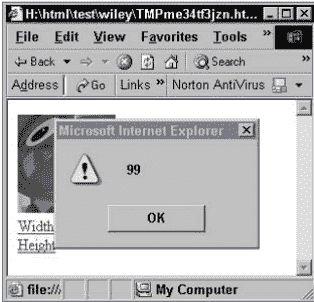 H:\html\test\wiley\TMPme34tf3jzn.ht...
File Edit View Favorites Tools »
Back Search »
Address Go Links » Norton AntiVirus
Microsoft Internet Explorer
99
OK
Width
Height
file:// My Computer